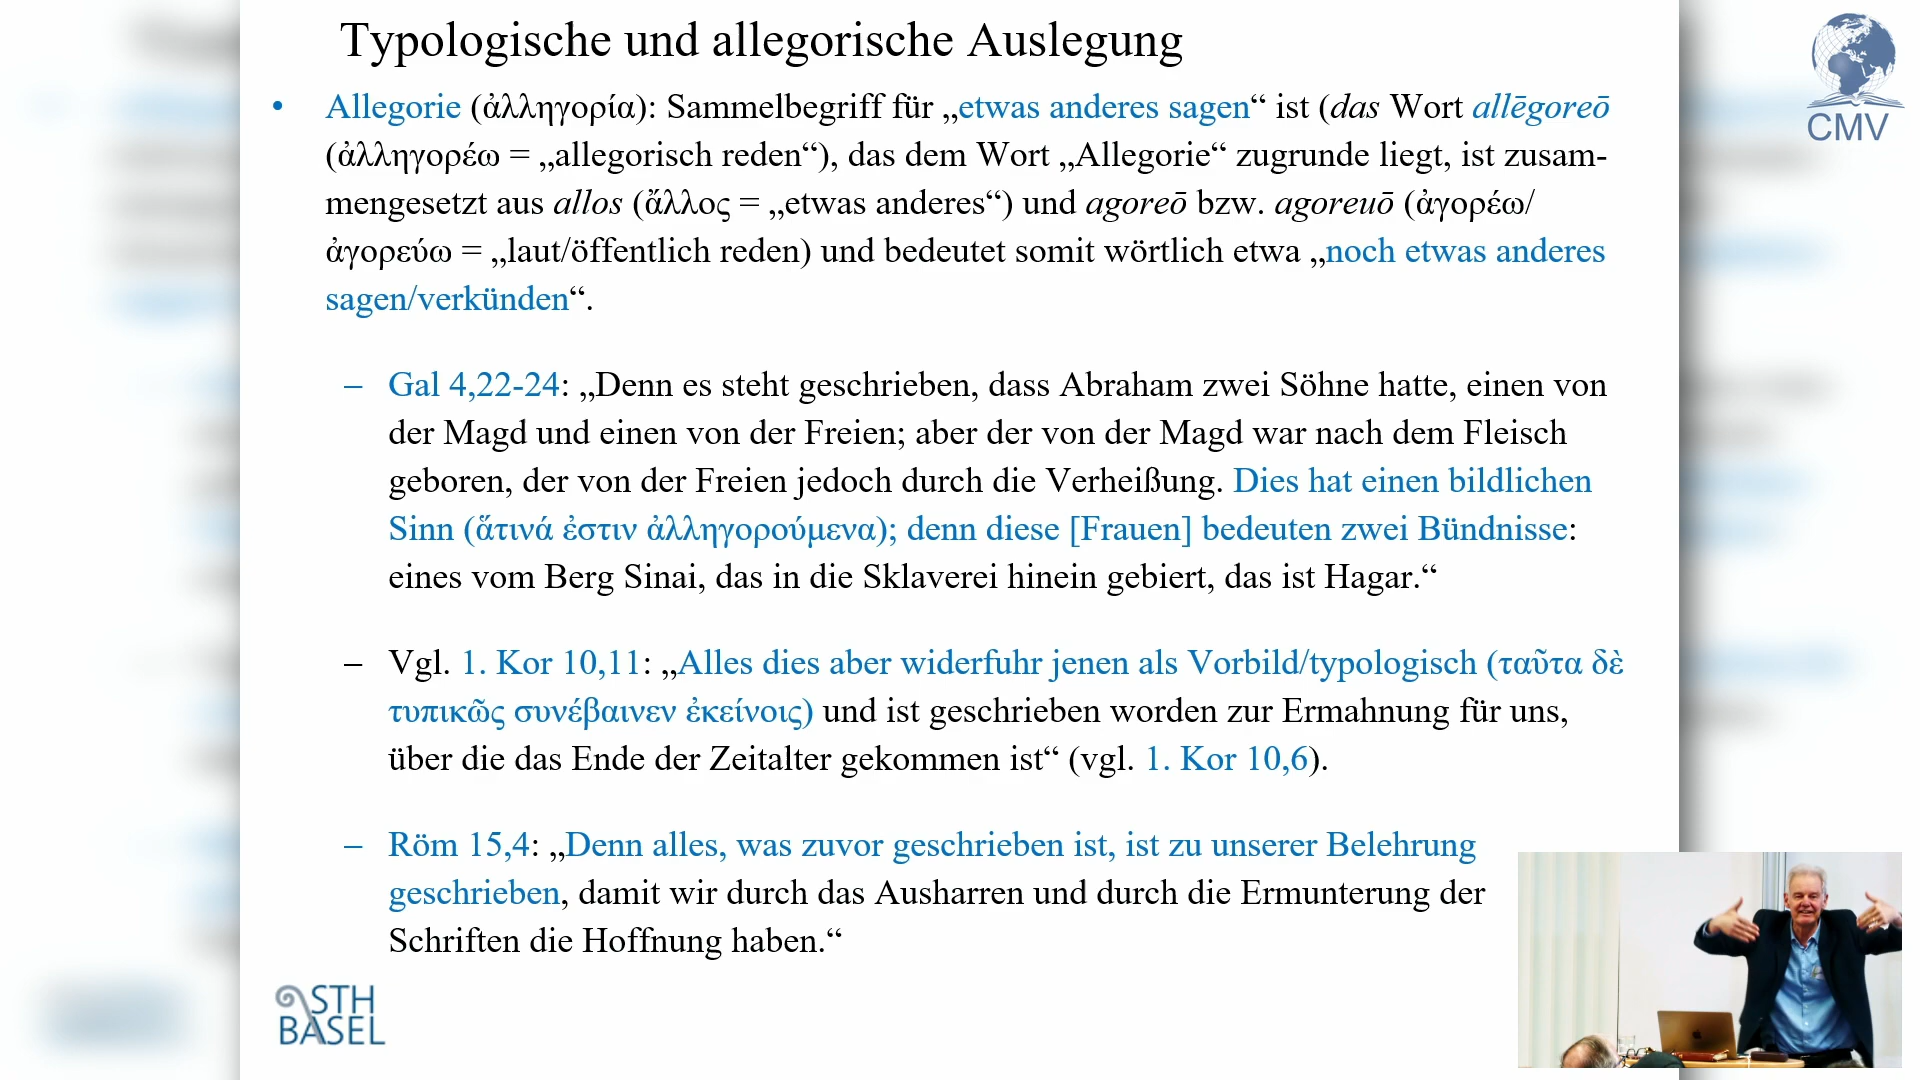 Typologische und allegorische Auslegung
• Allegorie (ἀλληγορία): Sammelbegriff für „etwas anderes sagen“ ist (das Wort allēgoreō
(ἀλληγορέω = „allegorisch reden“), das dem Wort „Allegorie“ zugrunde liegt, ist zusam-
mengesetzt aus allos (ἄλλος = „etwas anderes“) und agoreō bzw. agoreuō (ἀγορέω/
ἀγορεύω = „laut/öffentlich reden) und bedeutet somit wörtlich etwa „noch etwas anderes
sagen/verkünden“.
– Gal 4,22-24: „Denn es steht geschrieben, dass Abraham zwei Söhne hatte, einen von
der Magd und einen von der Freien; aber der von der Magd war nach dem Fleisch
geboren, der von der Freien jedoch durch die Verheißung. Dies hat einen bildlichen
Sinn (ἅτινά ἐστιν ἀλληγορούμενα); denn diese [Frauen] bedeuten zwei Bündnisse:
eines vom Berg Sinai, das in die Sklaverei hinein gebiert, das ist Hagar.“
– Vgl. 1. Kor 10,11: „Alles dies aber widerfuhr jenen als Vorbild/typologisch (ταῦτα δὲ
τυπικῶς συνέβαινεν ἐκείνοις) und ist geschrieben worden zur Ermahnung für uns,
über die das Ende der Zeitalter gekommen ist“ (vgl. 1. Kor 10,6).
– Röm 15,4: „Denn alles, was zuvor geschrieben ist, ist zu unserer Belehrung
geschrieben, damit wir durch das Ausharren und durch die Ermunterung der
Schriften die Hoffnung haben.“
STH
BASEL
CMV